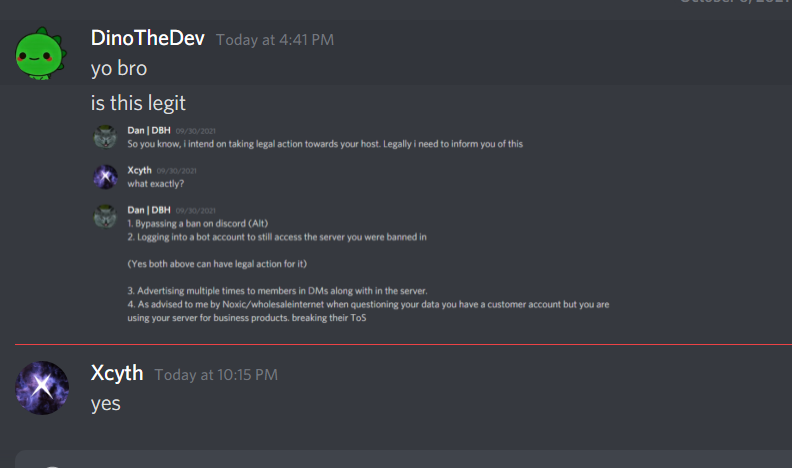 DinoTheDev Today at 4:41 PM
yo bro
is this legit
Dan | DBH 09/30/2021
So you know, i intend on taking legal action towards your host. Legally i need to inform you of this
Xcyth 09/30/2021
what exactly?
Dan | DBH 09/30/2021
1. Bypassing a ban on discord (Alt)
2. Logging into a bot account to still access the server you were banned in
(Yes both above can have legal action for it)
3. Advertising multiple times to members in DMs along with in the server.
4. As advised to me by Noxic/wholesaleinternet when questioning your data you have a customer account but you are
using your server for business products. breaking their ToS
Xcyth Today at 10:15 PM
yes